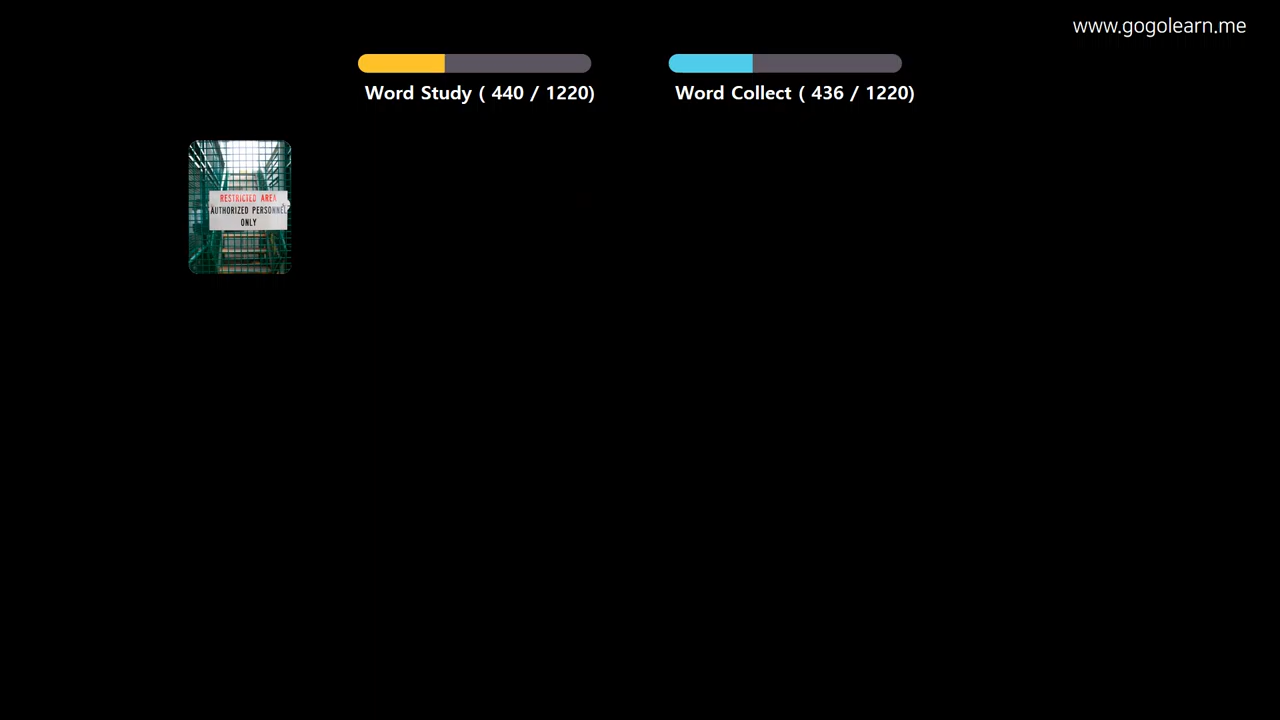 www.gogolearn.me
Word Study ( 440 / 1220)
Word Collect ( 436 / 1220)
RESTRICTED AREA
AUTHORIZED PERSONNEL
ONLY